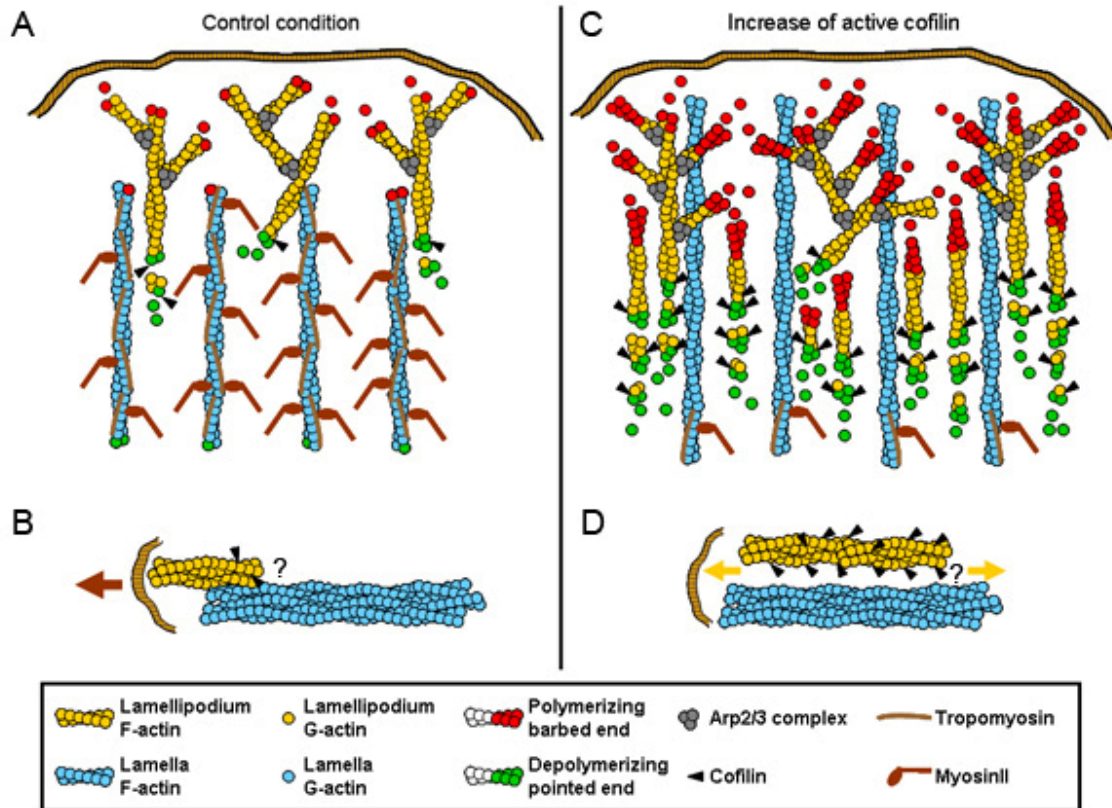 A
Control condition
C
Increase of active cofilin
B
?
D
?
Lamellipodium
F-actin
Lamellipodium
G-actin
Polymerizing
barbed end
Arp2/3 complex
Tropomyosin
Lamella
F-actin
Lamella
G-actin
Depolymerizing
pointed end
Cofilin
MyosinII